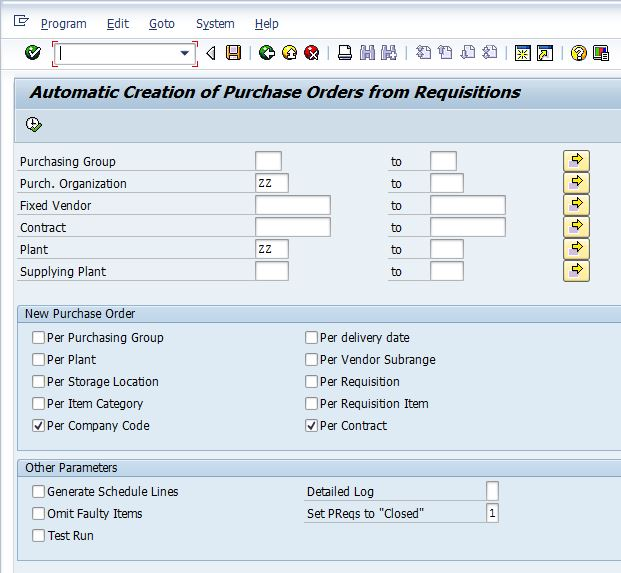 Program Edit Goto System Help
Automatic Creation of Purchase Orders from Requisitions
Purchasing Group to
Purch. Organization ZZ to
Fixed Vendor to
Contract to
Plant ZZ to
Supplying Plant to
New Purchase Order
Per Purchasing Group Per delivery date
Per Plant Per Vendor Subrange
Per Storage Location Per Requisition
Per Item Category Per Requisition Item
Per Company Code Per Contract
Other Parameters
Generate Schedule Lines Detailed Log
Omit Faulty Items Set PReqs to "Closed" 1
Test Run